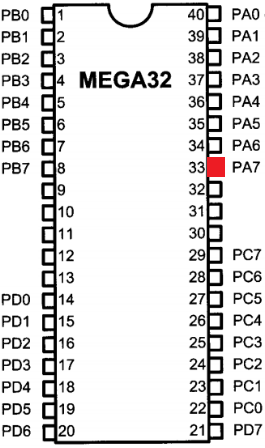 PB0 1 40 PA0
PB1 2 39 PA1
PB2 3 38 PA2
PB3 4 MEGA32 37 PA3
PB4 5 36 PA4
PB5 6 35 PA5
PB6 7 34 PA6
PB7 8 33 PA7
9 32
10 31
11 30
12 29 PC7
13 28 PC6
PD0 14 27 PC5
PD1 15 26 PC4
PD2 16 25 PC3
PD3 17 24 PC2
PD4 18 23 PC1
PD5 19 22 PC0
PD6 20 21 PD7